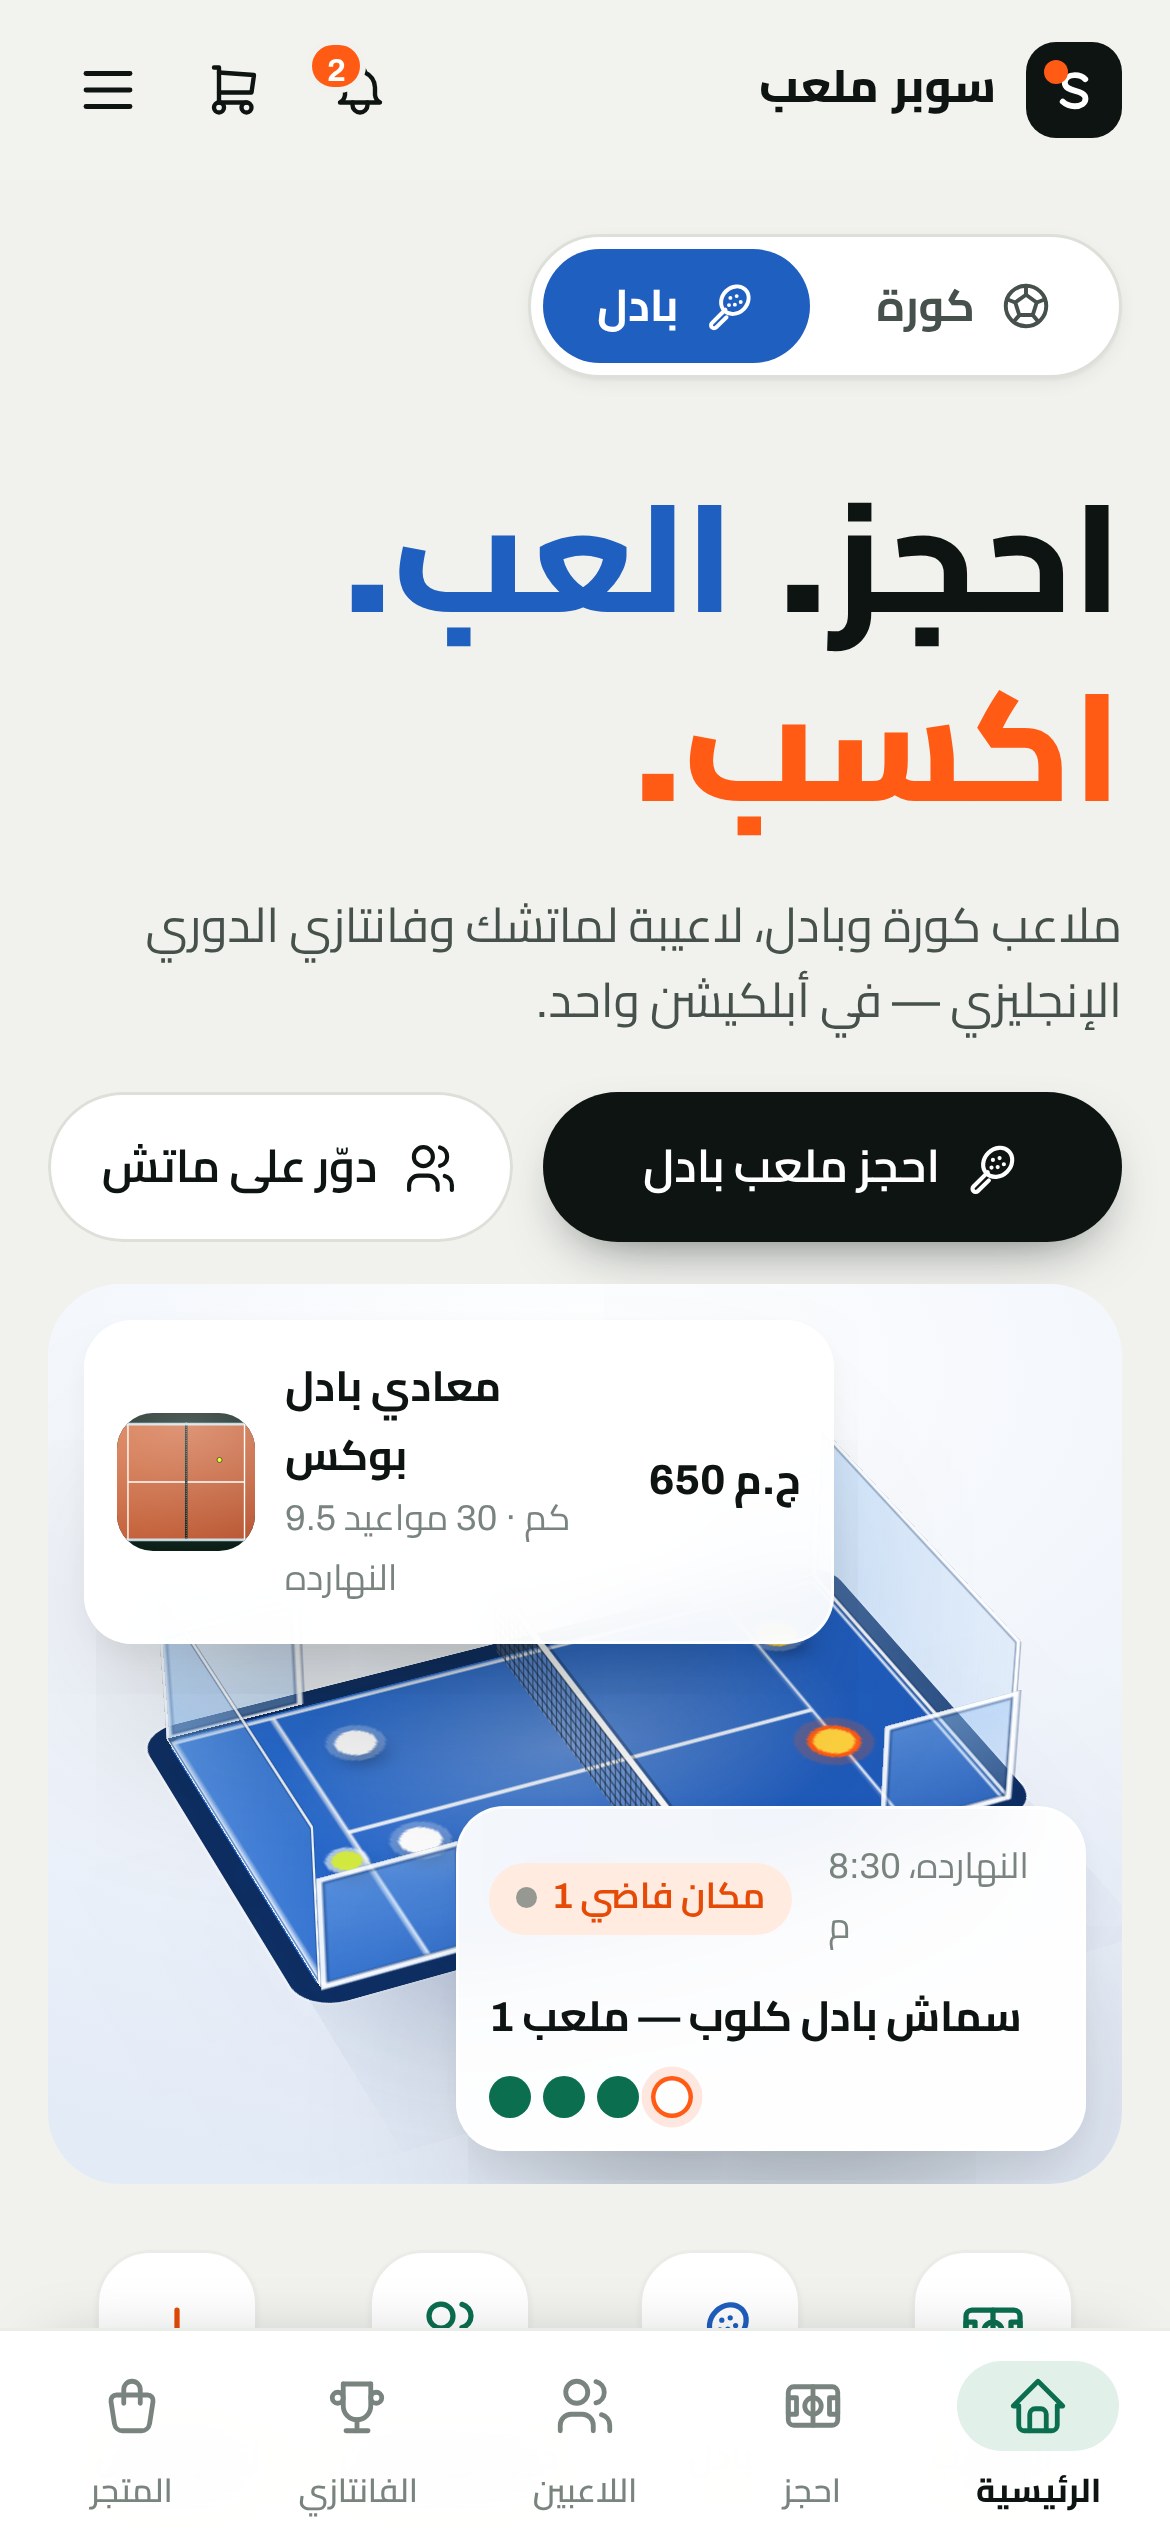 سوبر ملعب
S
2
كورة
بادل
احجز. العب.
اكسب.
ملاعب كورة وبادل، لاعيبة لماتشك وفانتازي الدوري
الإنجليزي — في أبلكيشن واحد.
احجز ملعب بادل
دوّر على ماتش
معادي بادل
بوكس
9.5 كم · 30 مواعيد
النهارده
650 ج.م
النهارده، 8:30
م
1 مكان فاضي
سماش بادل كلوب — ملعب 1
الرئيسية
احجز
اللاعبين
الفانتازي
المتجر